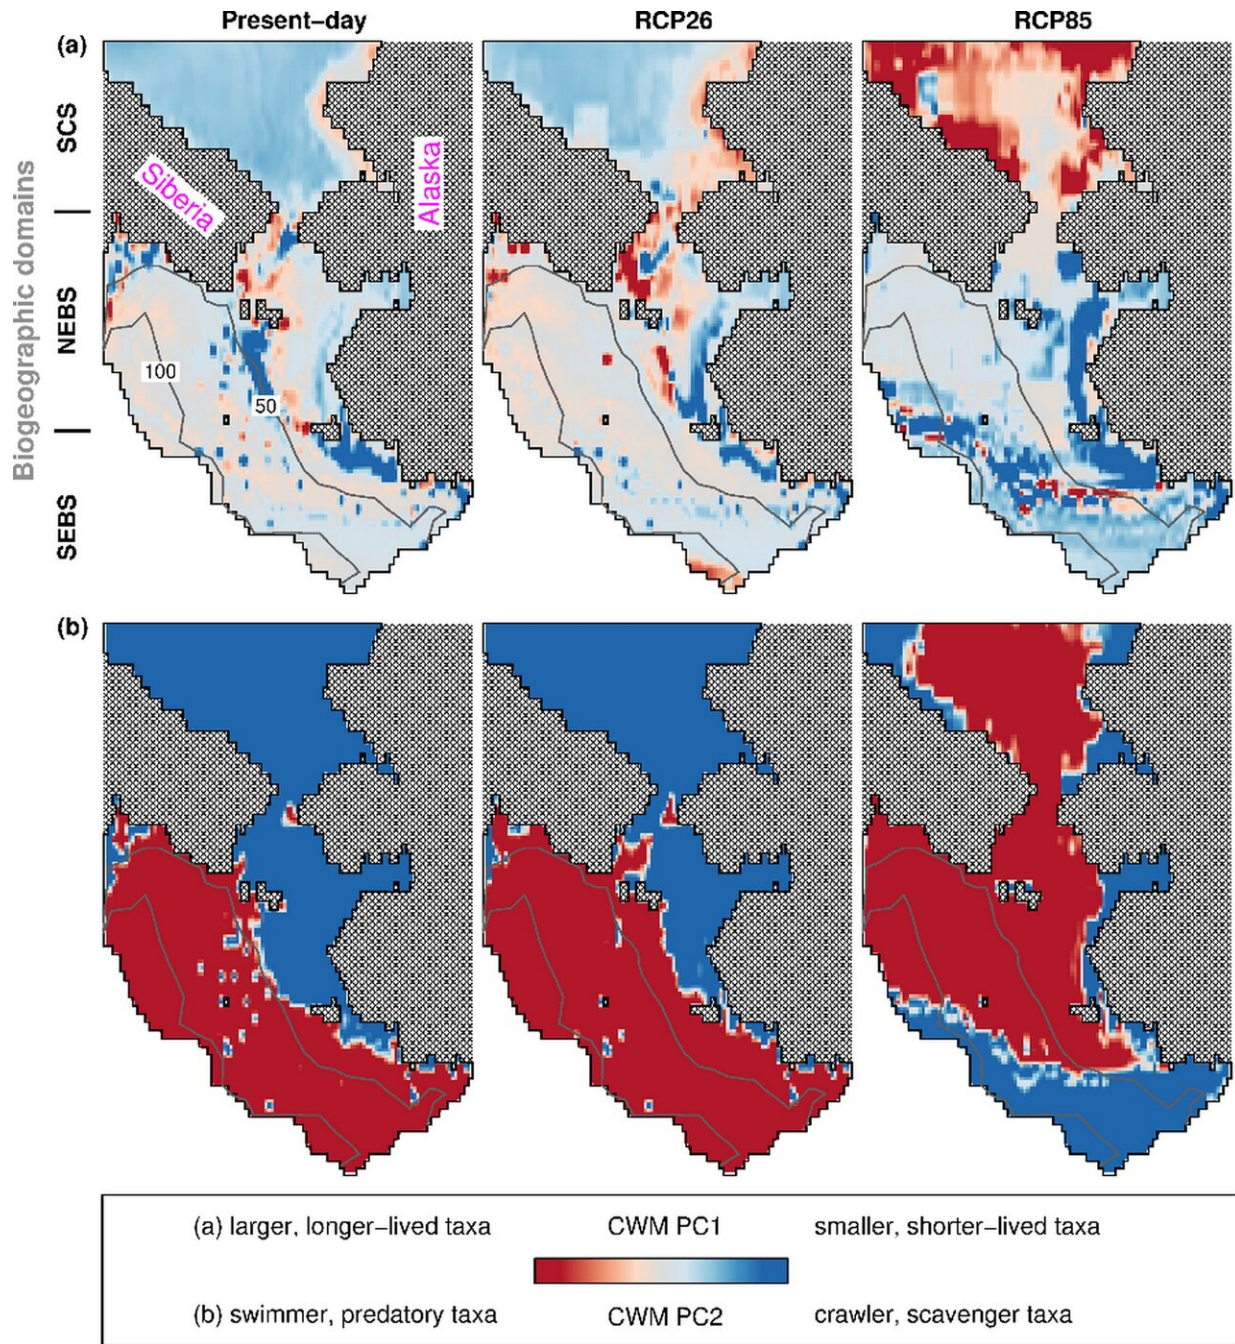 Present-day RCP26 RCP85
(a)
SCS
Siberia
Alaska
Biogeographic domains
NEBS
100
50
SEBS
(b)
(a) larger, longer-lived taxa CWM PC1 smaller, shorter-lived taxa
(b) swimmer, predatory taxa CWM PC2 crawler, scavenger taxa